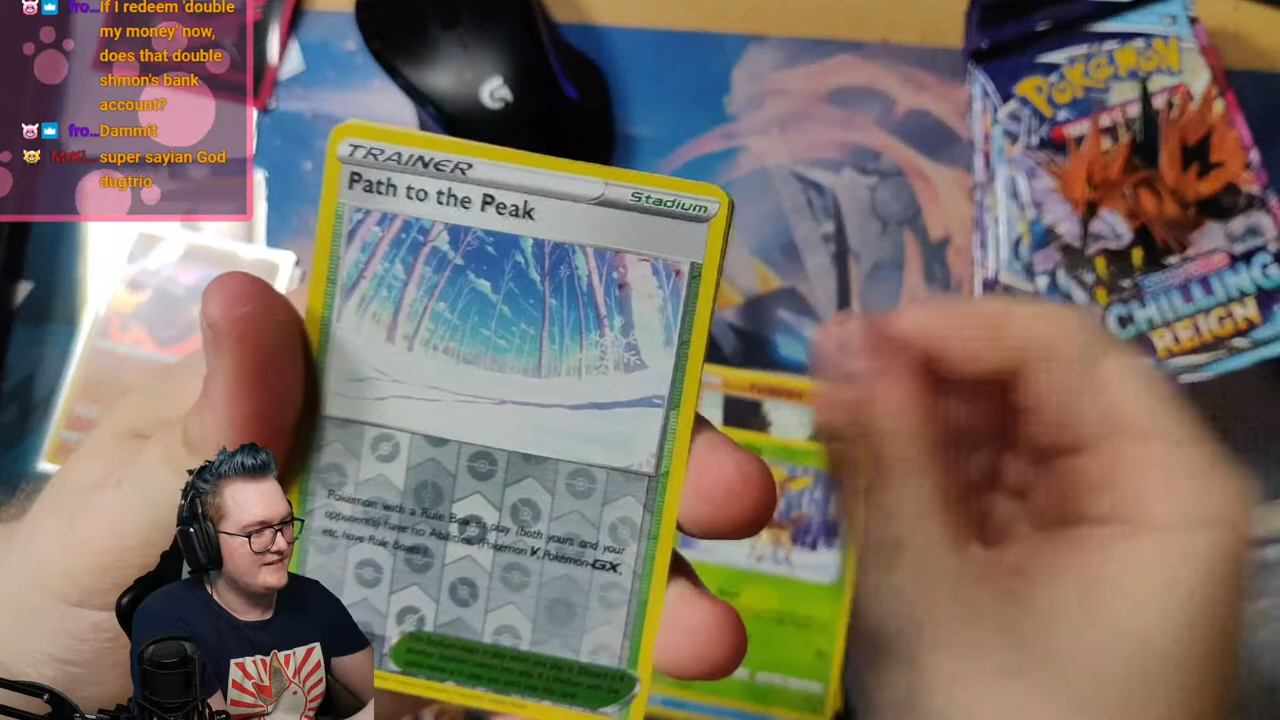 fro...If I redeem 'double
my money' now,
does that double
shmon's bank
account?
fro...Dammit
super sayian God
dugtrio
TRAINER
Stadium
Path to the Peak
Pokémon with a Rule Box in play (both yours and your
opponent's) have no Abilities. (Pokémon V, Pokémon-GX,
etc. have Rule Boxes.)
POKÉMON
CHILLING
REIGN